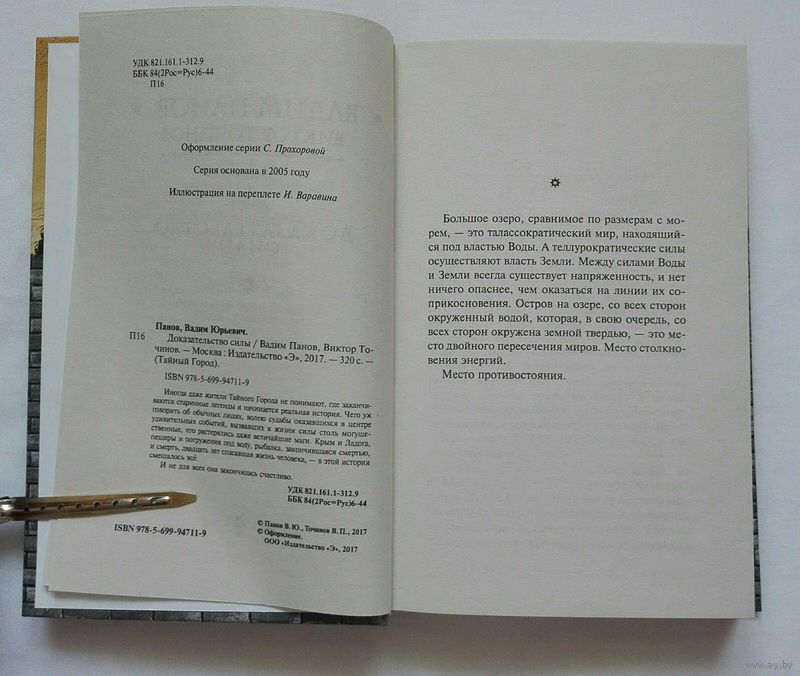 УДК 821.161.1-312.9
ББК 84(2Рос=Рус)6-44
П16
Оформление серии С. Прохоровой
Серия основана в 2005 году
Иллюстрация на переплете И. Варавина
Панов, Вадим Юрьевич.
П16 Доказательство силы / Вадим Панов, Виктор То-
чинов. — Москва : Издательство «Э», 2017. — 320 с. —
(Тайный Город).
ISBN 978-5-699-94711-9
Иногда даже жители Тайного Города не понимают, где заканчи-
ваются старинные легенды и начинается реальная история. Чего уж
говорить об обычных людях, волею судьбы оказавшихся в центре
удивительных событий, вызвавших к жизни силы столь могуще-
ственные, что растерялись даже величайшие маги. Крым и Ладога,
пещеры и погружения под воду, рыбалка, закончившаяся смертью,
и смерть, двадцать лет спасавшая жизнь человека, — в этой истории
смешалось всё.
И не для всех она закончилась счастливо.
УДК 821.161.1-312.9
ББК 84(2Рос=Рус)6-44
ISBN 978-5-699-94711-9
© Панов В. Ю., Точинов В. П., 2017
© Оформление.
ООО «Издательство «Э», 2017
Большое озеро, сравнимое по размерам с мо-
рем, — это талассократический мир, находящий-
ся под властью Воды. А теллурократические силы
осуществляют власть Земли. Между силами Воды
и Земли всегда существует напряженность, и нет
ничего опаснее, чем оказаться на линии их со-
прикосновения. Остров на озере, со всех сторон
окруженный водой, которая, в свою очередь, со
всех сторон окружена земной твердью, — это ме-
сто двойного пересечения миров. Место столкно-
вения энергий.
Место противостояния.
www.ay.by